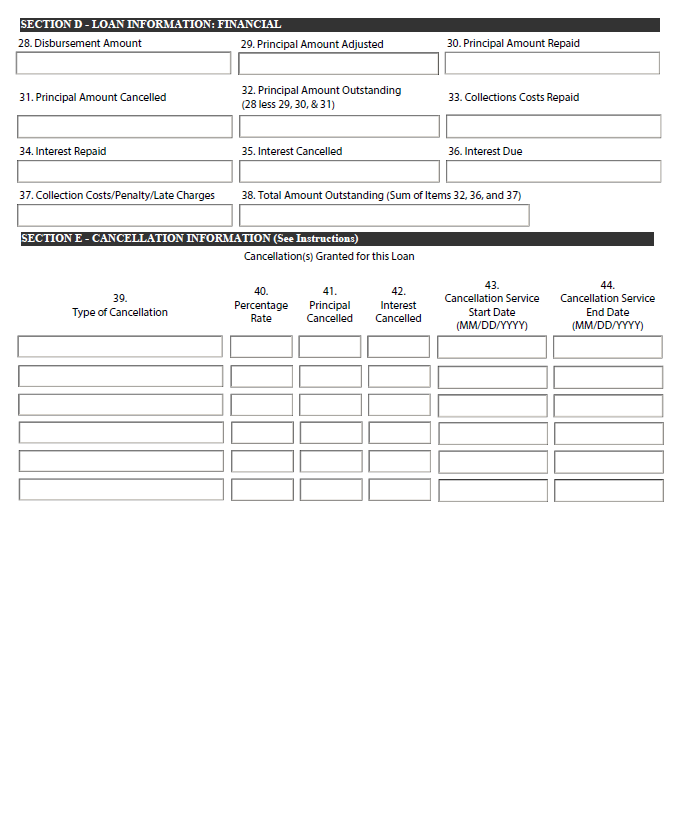 SECTION D - LOAN INFORMATION: FINANCIAL
28. Disbursement Amount
29. Principal Amount Adjusted
30. Principal Amount Repaid
31. Principal Amount Cancelled
32. Principal Amount Outstanding
(28 less 29, 30, & 31)
33. Collections Costs Repaid
34. Interest Repaid
35. Interest Cancelled
36. Interest Due
37. Collection Costs/Penalty/Late Charges
38. Total Amount Outstanding (Sum of Items 32, 36, and 37)
SECTION E - CANCELLATION INFORMATION (See Instructions)
Cancellation(s) Granted for this Loan
39.
Type of Cancellation
40.
Percentage
Rate
41.
Principal
Cancelled
42.
Interest
Cancelled
43.
Cancellation Service
Start Date
(MM/DD/YYYY)
44.
Cancellation Service
End Date
(MM/DD/YYYY)